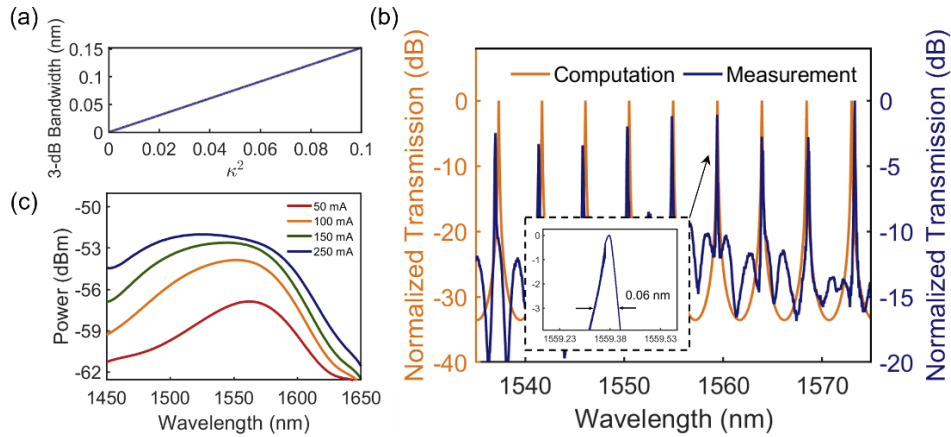 (a)
3-dB Bandwidth (nm)
0.15
0.1
0.05
0
0 0.02 0.04 0.06 0.08 0.1
κ²
(b)
Normalized Transmission (dB)
0
-10
-20
-30
-40
Computation Measurement
0
-5
-10
-15
-20
Normalized Transmission (dB)
0
-1
-2
-3
0.06 nm
1559.23 1559.38 1559.53
1540 1550 1560 1570
Wavelength (nm)
(c)
Power (dBm)
-50
-53
-56
-59
-62
50 mA
100 mA
150 mA
250 mA
1450 1500 1550 1600 1650
Wavelength (nm)